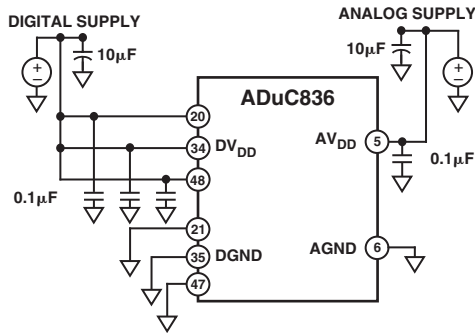 DIGITAL SUPPLY
ANALOG SUPPLY
10μF
10μF
+
–
+
–
ADuC836
20
34
DVDD
48
5
AVDD
0.1μF
0.1μF
21
35
DGND
47
6
AGND